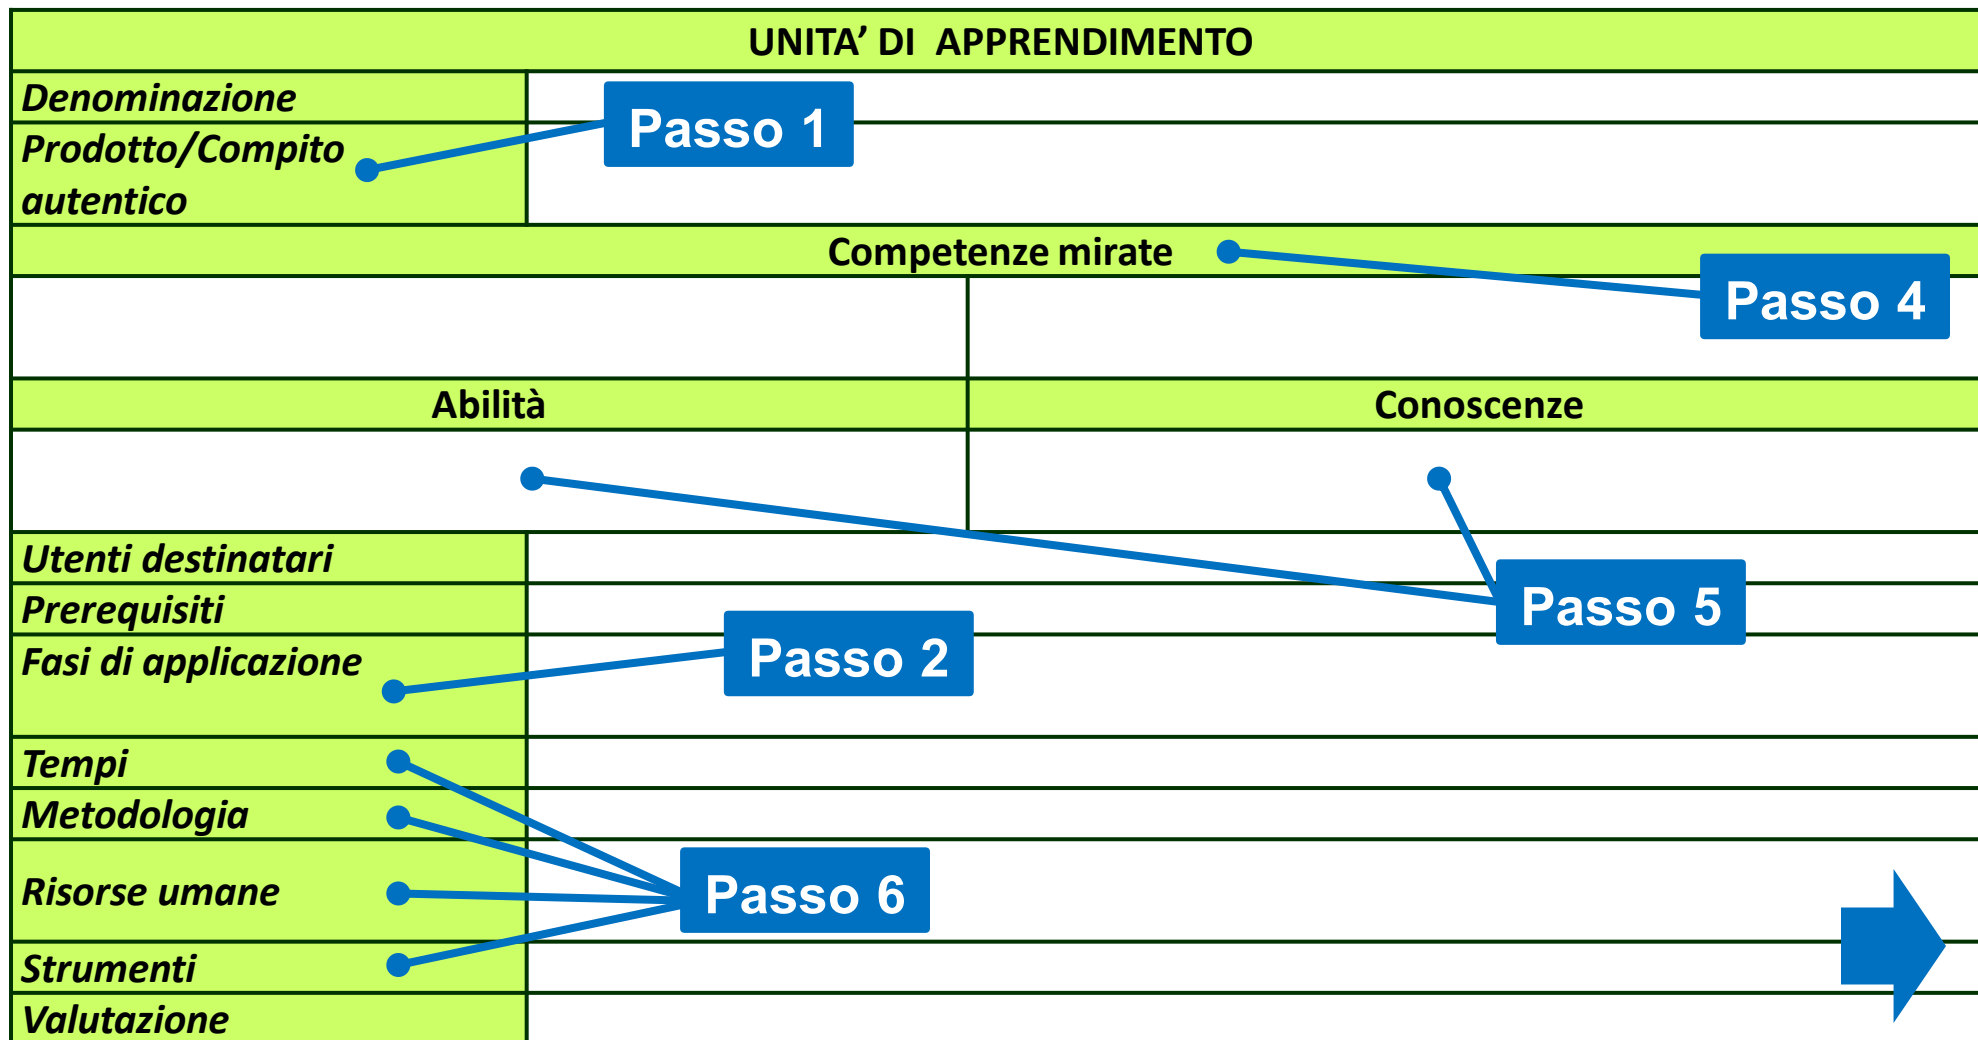 UNITA’ DI  APPRENDIMENTO
Denominazione
Passo 1
Prodotto/Compito
autentico
Competenze mirate
Passo 4
Abilità
Conoscenze
Utenti destinatari
Prerequisiti
Passo 5
Fasi di applicazione
Passo 2
Tempi
Metodologia
Risorse umane
Passo 6
Strumenti
Valutazione